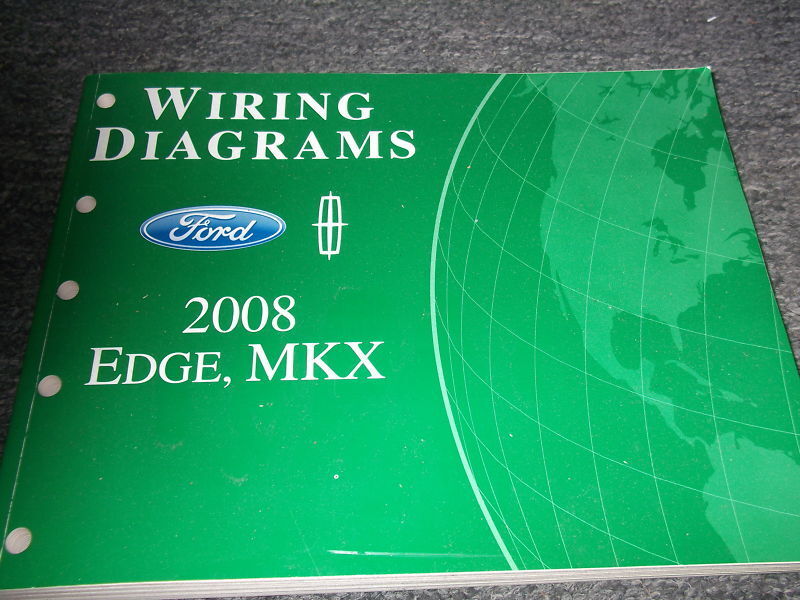 WIRING
DIAGRAMS
Ford
2008
EDGE, MKX